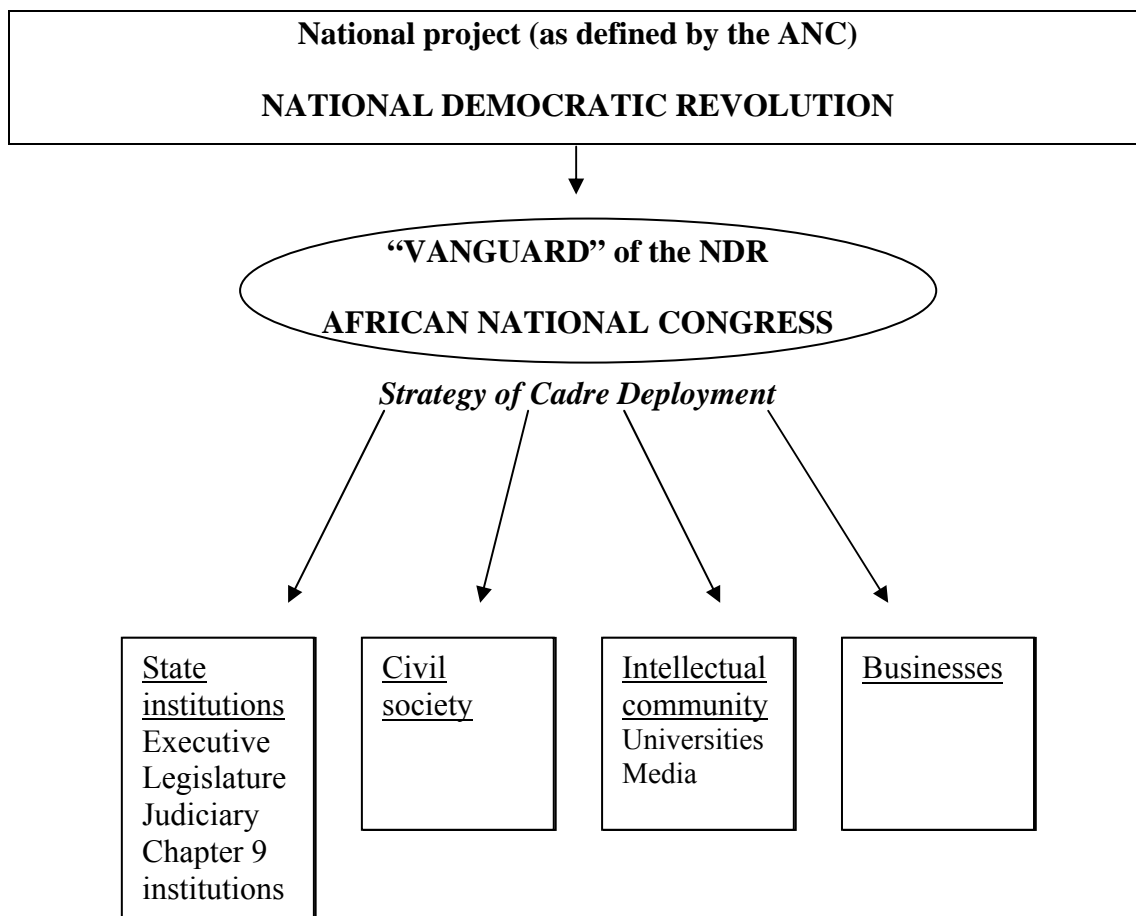 National project (as defined by the ANC)
NATIONAL DEMOCRATIC REVOLUTION
“VANGUARD” of the NDR
AFRICAN NATIONAL CONGRESS
Strategy of Cadre Deployment
State
institutions
Executive
Legislature
Judiciary
Chapter 9
institutions
Civil
society
Intellectual
community
Universities
Media
Businesses